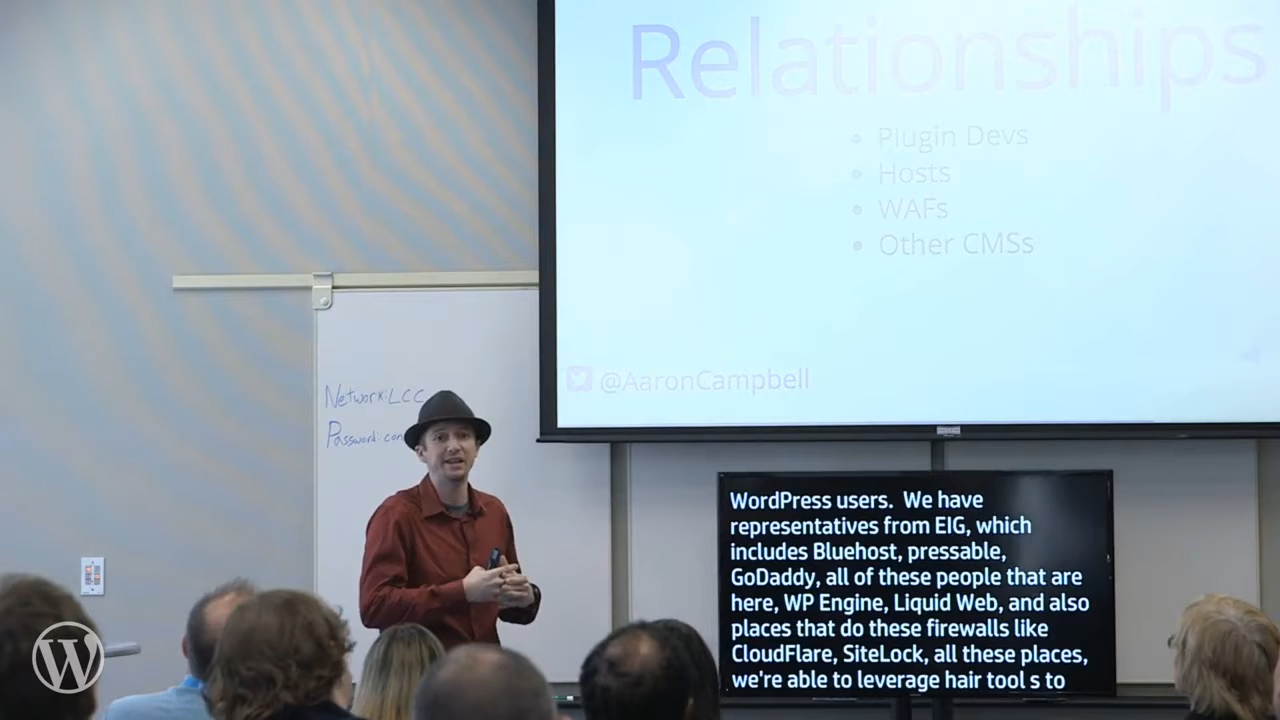 Relationships
• Plugin Devs
• Hosts
• WAFs
• Other CMSs
@AaronCampbell
Network: LCC
Password: con
WordPress users. We have
representatives from EIG, which
includes Bluehost, pressable,
GoDaddy, all of these people that are
here, WP Engine, Liquid Web, and also
places that do these firewalls like
CloudFlare, SiteLock, all these places,
we're able to leverage hair tool s to